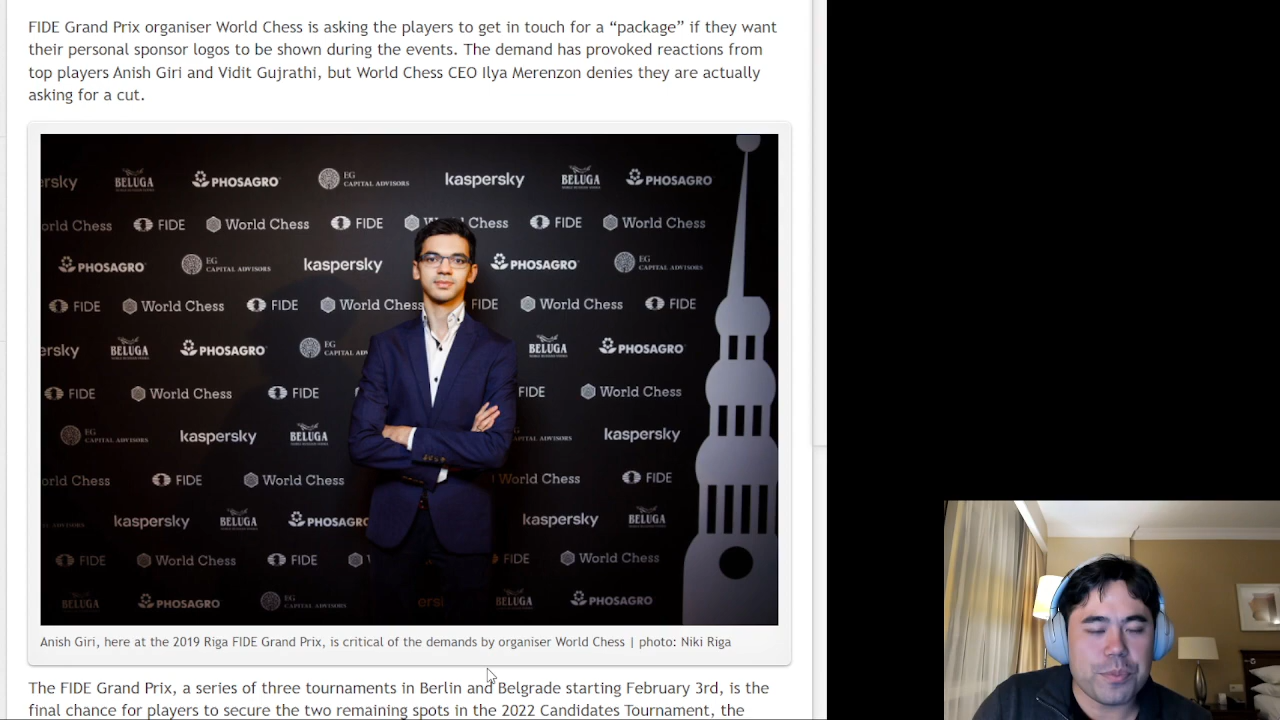 FIDE Grand Prix organiser World Chess is asking the players to get in touch for a “package” if they want
their personal sponsor logos to be shown during the events. The demand has provoked reactions from
top players Anish Giri and Vidit Gujrathi, but World Chess CEO Ilya Merenzon denies they are actually
asking for a cut.
ersky BELUGA PHOSAGRO EG CAPITAL ADVISORS kaspersky BELUGA PHOSAGRO
orld Chess FIDE World Chess FIDE World Chess FIDE World Chess
PHOSAGRO EG CAPITAL ADVISORS kaspersky PHOSAGRO EG CAPITAL ADVISORS
FIDE World Chess FIDE World Chess FIDE World Chess FIDE
ersky BELUGA PHOSAGRO EG CAPITAL AD BELUGA PHOSAGRO
FIDE World Chess FIDE FIDE World Chess
EG CAPITAL ADVISORS kaspersky BELUGA CAPITAL ADVISORS kaspersky
orld Chess FIDE World Chess World Chess FIDE
kaspersky BELUGA PHOSAGRO kaspersky BELUGA
FIDE World Chess FIDE FIDE World Chess
BELUGA PHOSAGRO EG CAPITAL ADVISORS ersk BELUGA PHOSAGRO
Anish Giri, here at the 2019 Riga FIDE Grand Prix, is critical of the demands by organiser World Chess | photo: Niki Riga
The FIDE Grand Prix, a series of three tournaments in Berlin and Belgrade starting February 3rd, is the
final chance for players to secure the two remaining spots in the 2022 Candidates Tournament, the